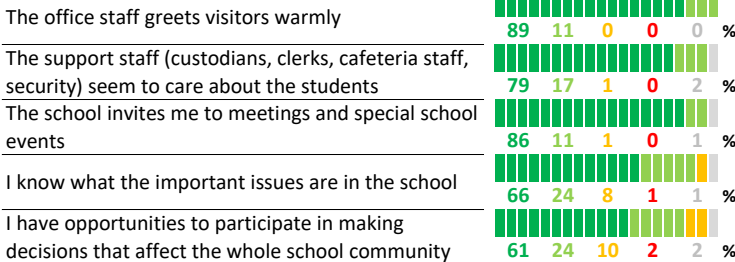 The office staff greets visitors warmly
89 11 0 0 0 %
The support staff (custodians, clerks, cafeteria staff,
security) seem to care about the students
79 17 1 0 2 %
The school invites me to meetings and special school
events
86 11 1 0 1 %
I know what the important issues are in the school
66 24 8 1 1 %
I have opportunities to participate in making
decisions that affect the whole school community
61 24 10 2 2 %